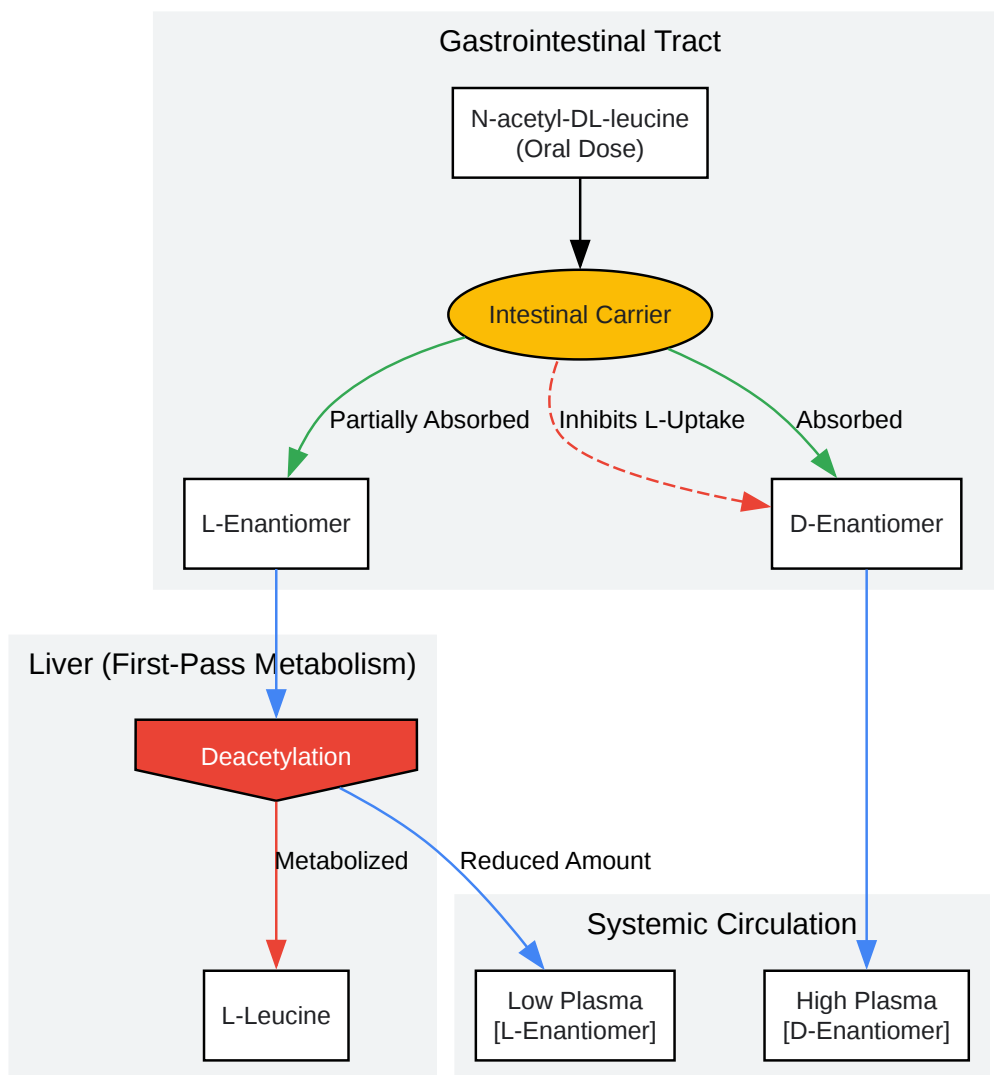 Gastrointestinal Tract
N-acetyl-DL-leucine
(Oral Dose)
Intestinal Carrier
Partially Absorbed
Inhibits L-Uptake
Absorbed
L-Enantiomer
D-Enantiomer
Liver (First-Pass Metabolism)
Deacetylation
Metabolized
Reduced Amount
Systemic Circulation
L-Leucine
Low Plasma
[L-Enantiomer]
High Plasma
[D-Enantiomer]